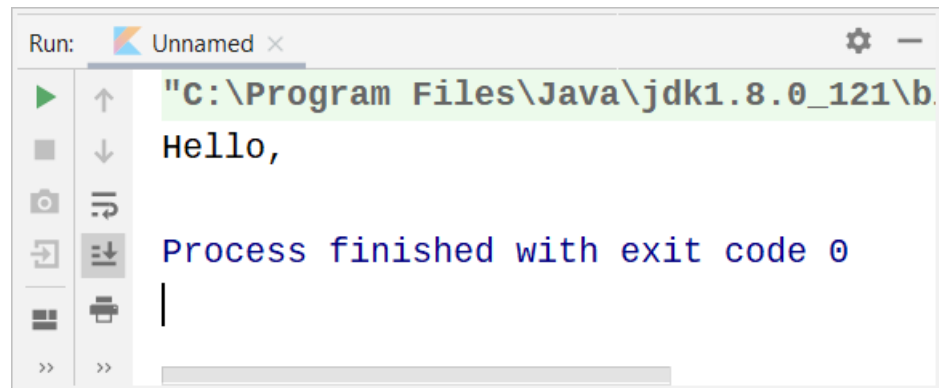 Run: Unnamed
"C:\Program Files\Java\jdk1.8.0_121\b
Hello,
Process finished with exit code 0